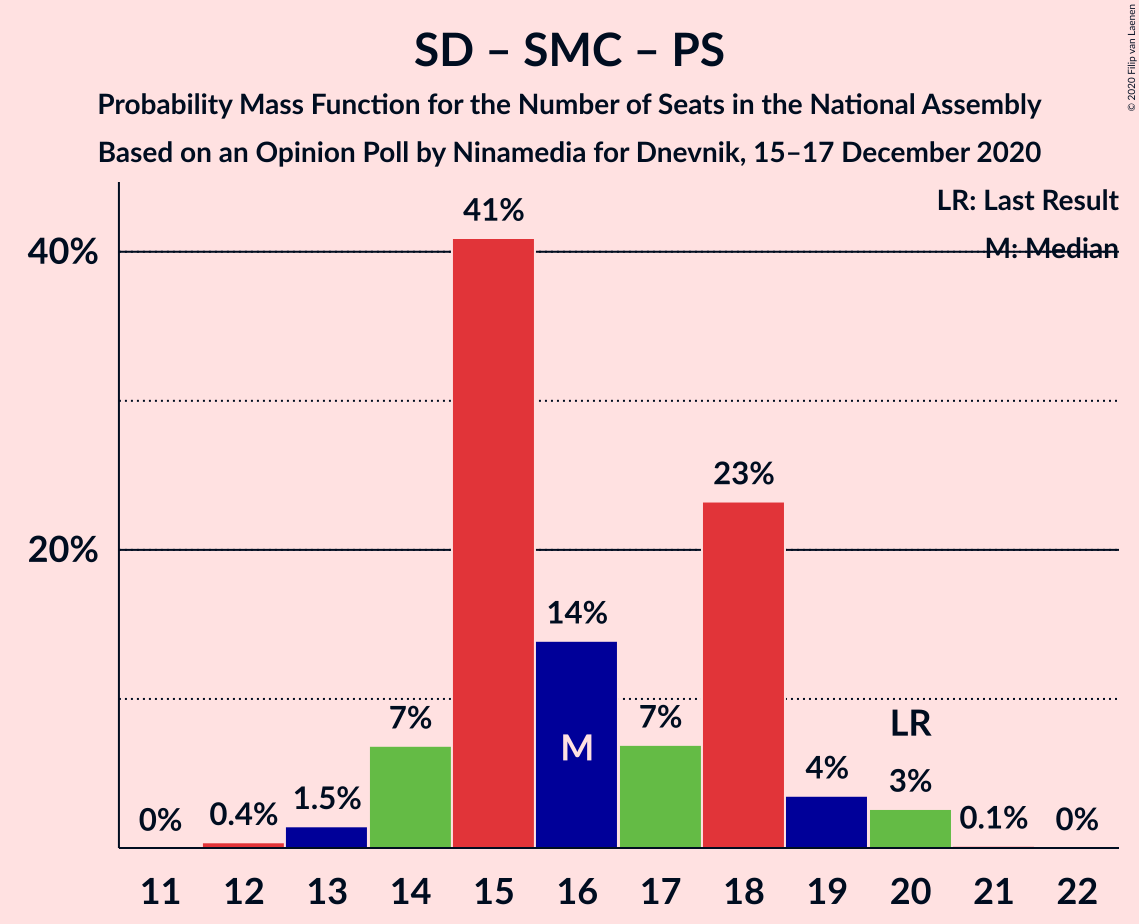 SD – SMC – PS
Probability Mass Function for the Number of Seats in the National Assembly
Based on an Opinion Poll by Ninamedia for Dnevnik, 15–17 December 2020
© 2020 Filip van Laenen
LR: Last Result
M: Median
40%
20%
0%
0.4%
1.5%
7%
41%
14%
M
7%
23%
4%
LR
3%
0.1%
0%
11 12 13 14 15 16 17 18 19 20 21 22